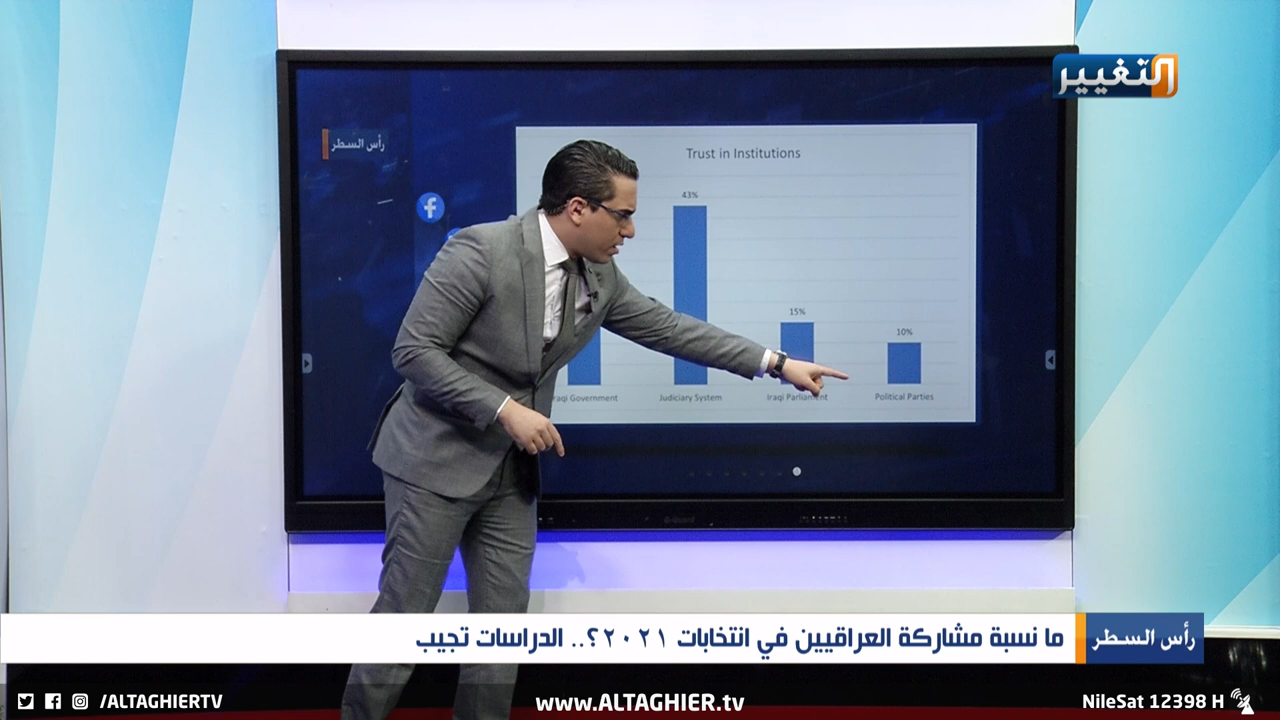 التغيير
رأس السطر
Trust in Institutions
43%
15%
10%
raqi Government
Judiciary System
Iraqi Parliament
Political Parties
ما نسبة مشاركة العراقيين في انتخابات ٢٠٢١؟.. الدراسات تجيب
رأس السطر
/ALTAGHIERTV
www.ALTAGHIER.tv
NileSat 12398 H